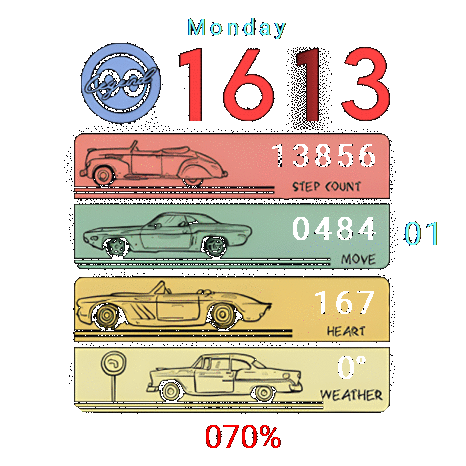 Monday
1613
13856
STEP COUNT
0484
MOVE
01
167
HEART
0°
WEATHER
070%